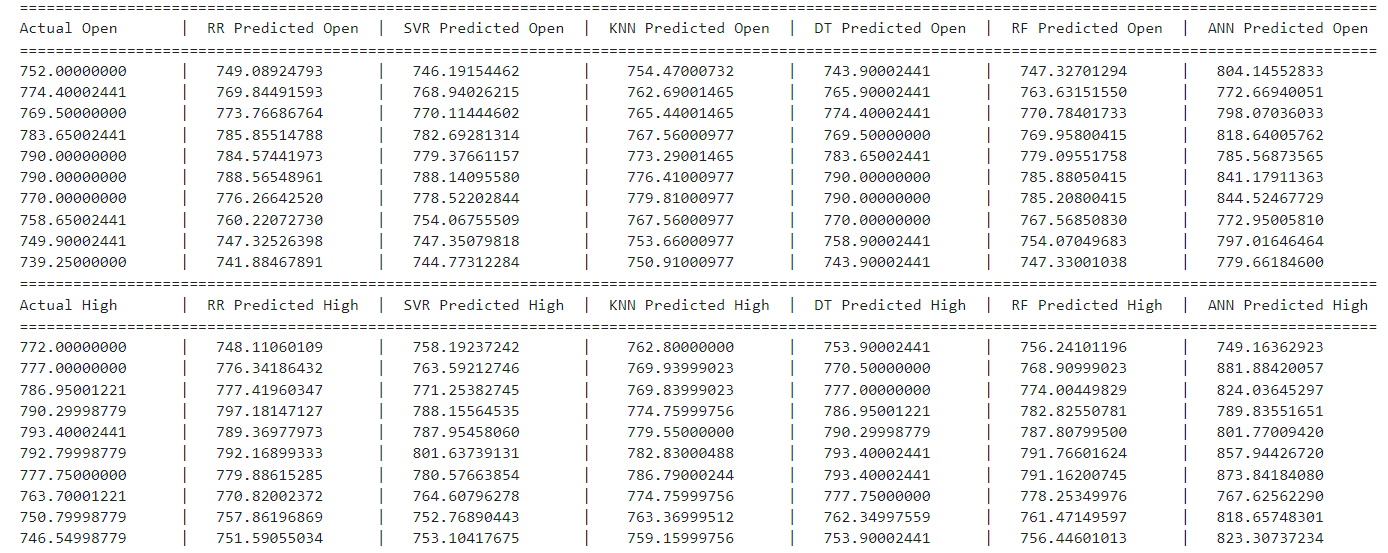 =========================================================================================================================================================
Actual Open | RR Predicted Open | SVR Predicted Open | KNN Predicted Open | DT Predicted Open | RF Predicted Open | ANN Predicted Open
=========================================================================================================================================================
752.00000000 | 749.08924793 | 746.19154462 | 754.47000732 | 743.90002441 | 747.32701294 | 804.14552833
774.40002441 | 769.84491593 | 768.94026215 | 762.69001465 | 765.90002441 | 763.63151550 | 772.66940051
769.50000000 | 773.76686764 | 770.11444602 | 765.44001465 | 774.40002441 | 770.78401733 | 798.07036033
783.65002441 | 785.85514788 | 782.69281314 | 767.56000977 | 769.50000000 | 769.95800415 | 818.64005762
790.00000000 | 784.57441973 | 779.37661157 | 773.29001465 | 783.65002441 | 779.09551758 | 785.56873565
790.00000000 | 788.56548961 | 788.14095580 | 776.41000977 | 790.00000000 | 785.88050415 | 841.17911363
770.00000000 | 776.26642520 | 778.52202844 | 779.81000977 | 790.00000000 | 785.20800415 | 844.52467729
758.65002441 | 760.22072730 | 754.06755509 | 767.56000977 | 770.00000000 | 767.56850830 | 772.95005810
749.90002441 | 747.32526398 | 747.35079818 | 753.66000977 | 758.90002441 | 754.07049683 | 797.01646464
739.25000000 | 741.88467891 | 744.77312284 | 750.91000977 | 743.90002441 | 747.33001038 | 779.66184600
=========================================================================================================================================================
Actual High | RR Predicted High | SVR Predicted High | KNN Predicted High | DT Predicted High | RF Predicted High | ANN Predicted High
=========================================================================================================================================================
772.00000000 | 748.11060109 | 758.19237242 | 762.80000000 | 753.90002441 | 756.24101196 | 749.16362923
777.00000000 | 776.34186432 | 763.59212746 | 769.93999023 | 770.50000000 | 768.90999023 | 881.88420057
786.95001221 | 777.41960347 | 771.25382745 | 769.83999023 | 777.00000000 | 774.00449829 | 824.03645297
790.29998779 | 797.18147127 | 788.15564535 | 774.75999756 | 786.95001221 | 782.82550781 | 789.83551651
793.40002441 | 789.36977973 | 787.95458060 | 779.55000000 | 790.29998779 | 787.80799500 | 801.77009420
792.79998779 | 792.16899333 | 801.63739131 | 782.83000488 | 793.40002441 | 791.76601624 | 857.94426720
777.75000000 | 779.88615285 | 780.57663854 | 786.79000244 | 793.40002441 | 791.16200745 | 873.84184080
763.70001221 | 770.82002372 | 764.60796278 | 774.75999756 | 777.75000000 | 778.25349976 | 767.62562290
750.79998779 | 757.86196869 | 752.76890443 | 763.36999512 | 762.34997559 | 761.47149597 | 818.65748301
746.54998779 | 751.59055034 | 753.10417675 | 759.15999756 | 753.90002441 | 756.44601013 | 823.30737234